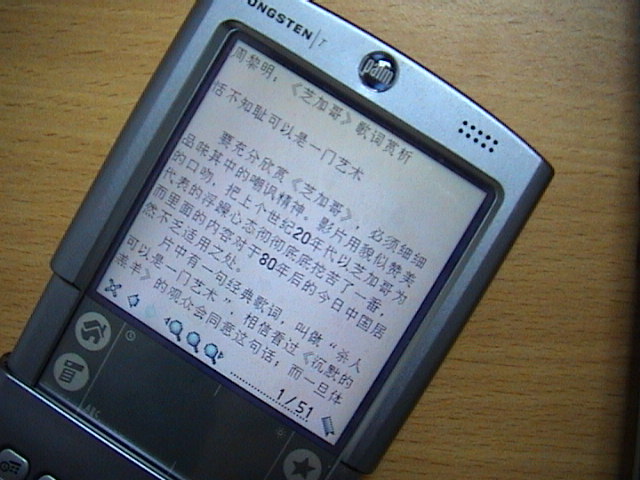 TUNGSTEN T
palm
周黎明：《芝加哥》歌词赏析
恬不知耻可以是一门艺术
要充分欣赏《芝加哥》，必须细细
品味其中的嘲讽精神。影片用貌似赞美
的口吻，把上个世纪20年代以芝加哥为
代表的浮躁心态彻彻底底挖苦了一番，
而里面的内容对于80年后的今日中国居
然不乏适用之处。
片中有一句经典歌词，叫做“杀人
可以是一门艺术”，相信看过《沉默的
羔羊》的观众会同意这句话；而一旦体
1/51